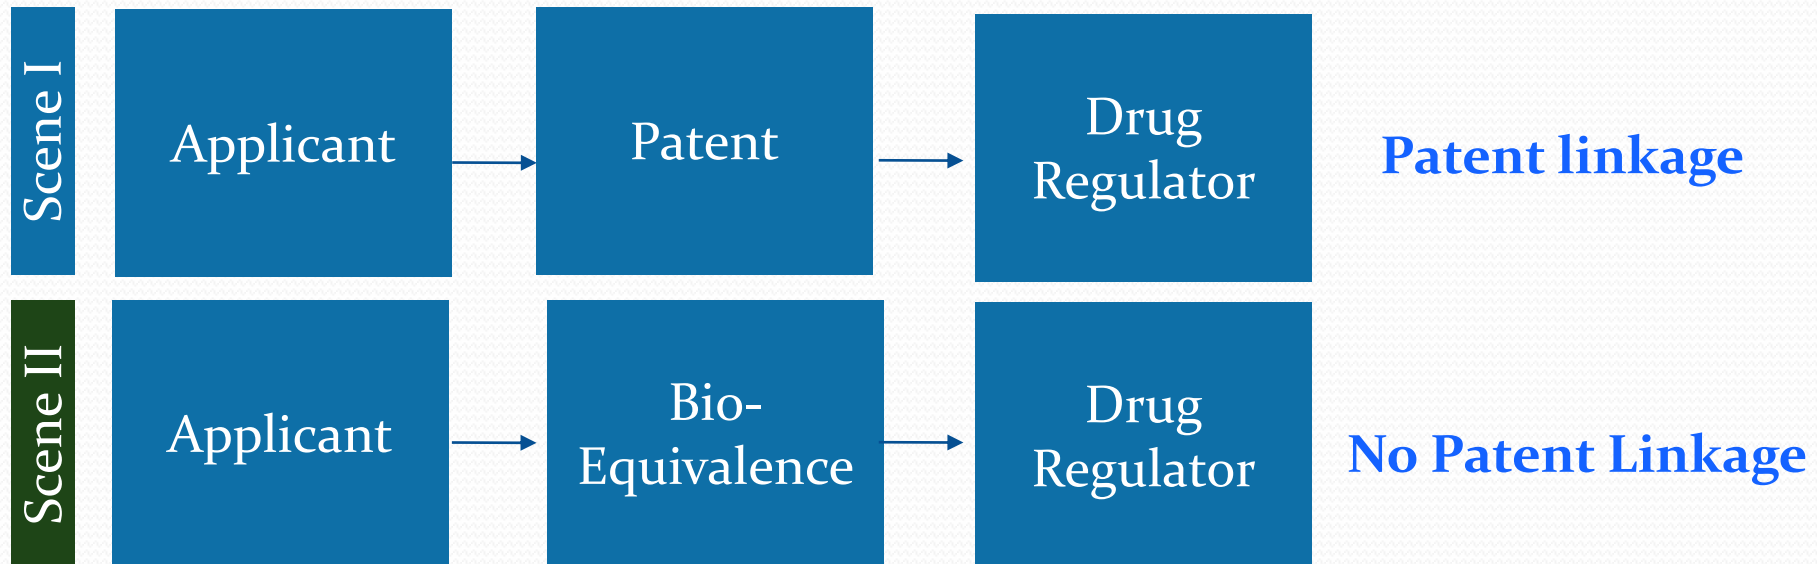 Scene I
Applicant
Patent
Drug
Regulator
Patent linkage
Scene II
Applicant
Bio-
Equivalence
Drug
Regulator
No Patent Linkage